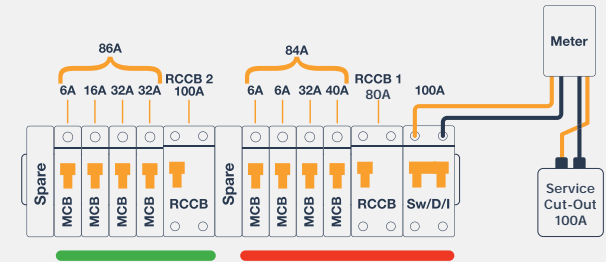 86A
6A 16A 32A 32A
RCCB 2
100A
84A
6A 6A 32A 40A
RCCB 1
80A
100A
Meter
Spare
MCB
MCB
MCB
MCB
RCCB
Spare
MCB
MCB
MCB
MCB
RCCB
Sw/D/I
Service
Cut-Out
100A